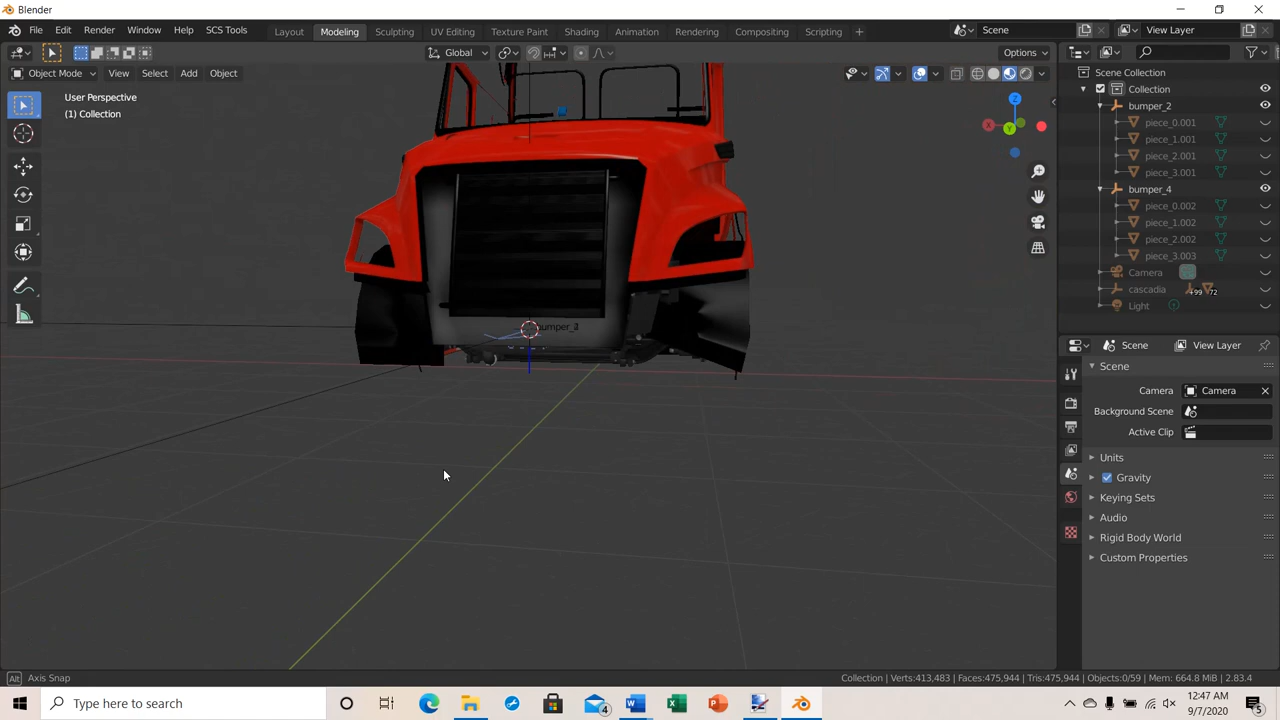 Blender
File Edit Render Window Help SCS Tools Layout Modeling Sculpting UV Editing Texture Paint Shading Animation Rendering Compositing Scripting + Scene View Layer
Global Options
Object Mode View Select Add Object
User Perspective
(1) Collection
Z
Y
X
Scene Collection
Collection
bumper_2
piece_0.001
piece_1.001
piece_2.001
piece_3.001
bumper_4
piece_0.002
piece_1.002
piece_2.002
piece_3.003
Camera
cascadia +99 72
Light
Scene View Layer
Scene
Camera Camera
Background Scene
Active Clip
Units
Gravity
Keying Sets
Audio
Rigid Body World
Custom Properties
Alt Axis Snap
Collection | Verts:413,483 | Faces:475,944 | Tris:475,944 | Objects:0/59 | Mem: 664.8 MiB | 2.83.4
Type here to search
4
12:47 AM
9/7/2020
5